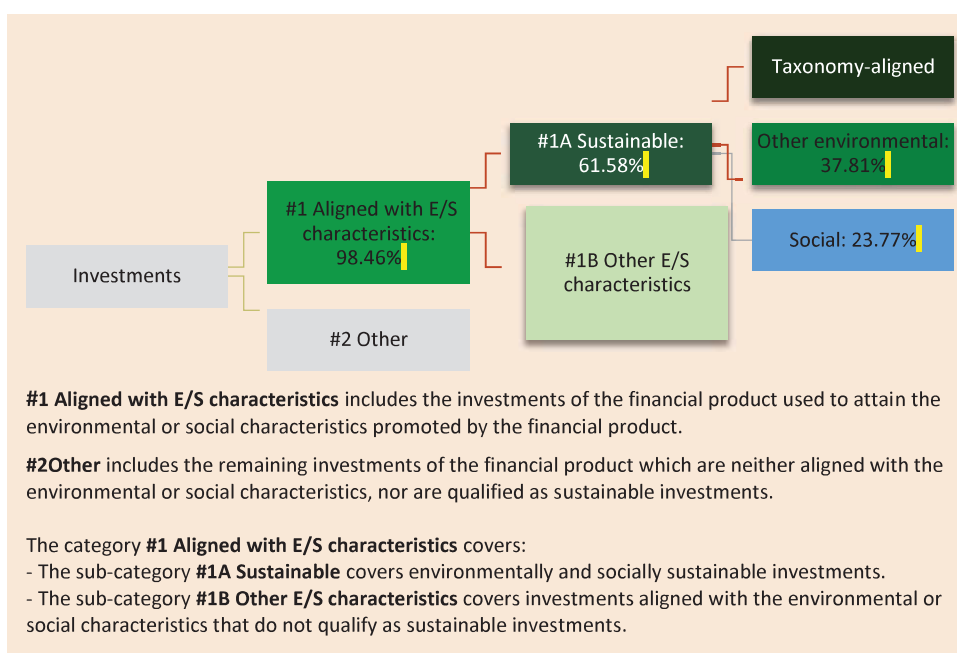 Taxonomy-aligned
#1A Sustainable:
61.58%
Other environmental:
37.81%
#1 Aligned with E/S
characteristics:
98.46%
Social: 23.77%
#1B Other E/S
characteristics
Investments
#2 Other
#1 Aligned with E/S characteristics includes the investments of the financial product used to attain the
environmental or social characteristics promoted by the financial product.
#2Other includes the remaining investments of the financial product which are neither aligned with the
environmental or social characteristics, nor are qualified as sustainable investments.
The category #1 Aligned with E/S characteristics covers:
- The sub-category #1A Sustainable covers environmentally and socially sustainable investments.
- The sub-category #1B Other E/S characteristics covers investments aligned with the environmental or
social characteristics that do not qualify as sustainable investments.